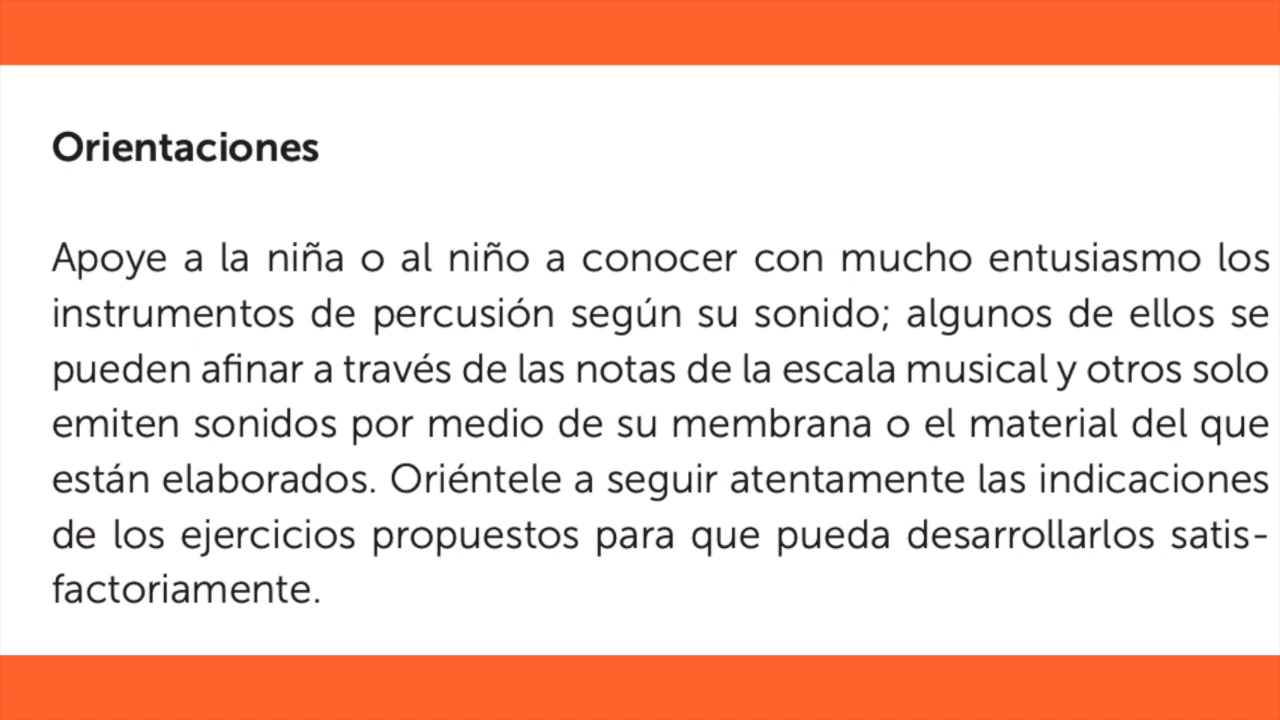 Orientaciones
Apoye a la niña o al niño a conocer con mucho entusiasmo los
instrumentos de percusión según su sonido; algunos de ellos se
pueden afinar a través de las notas de la escala musical y otros solo
emiten sonidos por medio de su membrana o el material del que
están elaborados. Oriéntele a seguir atentamente las indicaciones
de los ejercicios propuestos para que pueda desarrollarlos satis-
factoriamente.